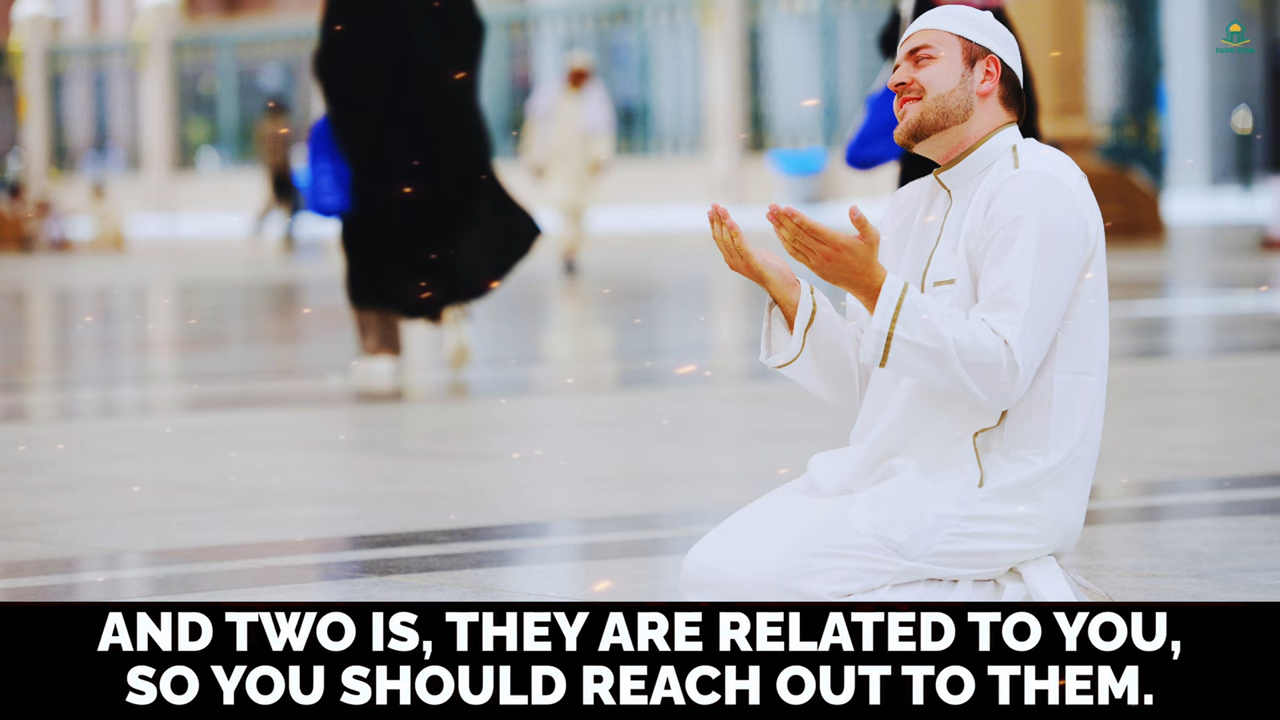 AND TWO IS, THEY ARE RELATED TO YOU,
SO YOU SHOULD REACH OUT TO THEM.